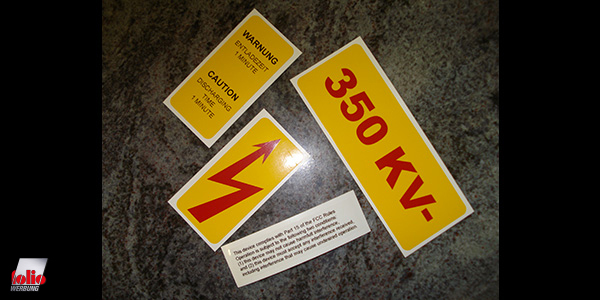 WARNUNG
ENTLADEZEIT
1 MINUTE
CAUTION
DISCHARGING
TIME
1 MINUTE
350 KV-
This device complies with Part 15 of the FCC Rules
Operation is subject to the following two conditions:
(1) this device may not cause harmfull interference,
and (2) this device must accept any interference received,
including interference that may cause undesired operation.
folio
WERBUNG